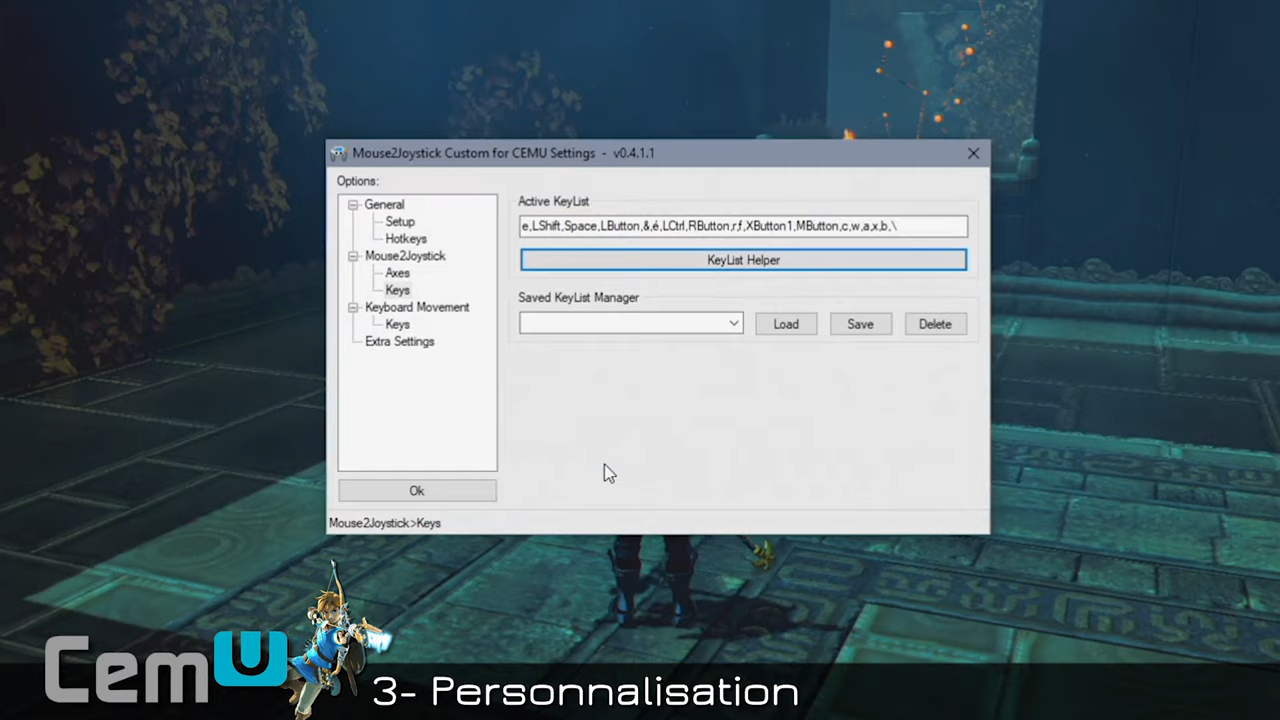 Mouse2Joystick Custom for CEMU Settings - v0.4.1.1
Options:
General
Setup
Hotkeys
Mouse2Joystick
Axes
Keys
Keyboard Movement
Keys
Extra Settings
Ok
Active KeyList
e,LShift,Space,LButton,&,é,LCtrl,RButton,r,f,XButton1,MButton,c,w,a,x,b,\
KeyList Helper
Saved KeyList Manager
Load
Save
Delete
Mouse2Joystick>Keys
CemU
3- Personnalisation